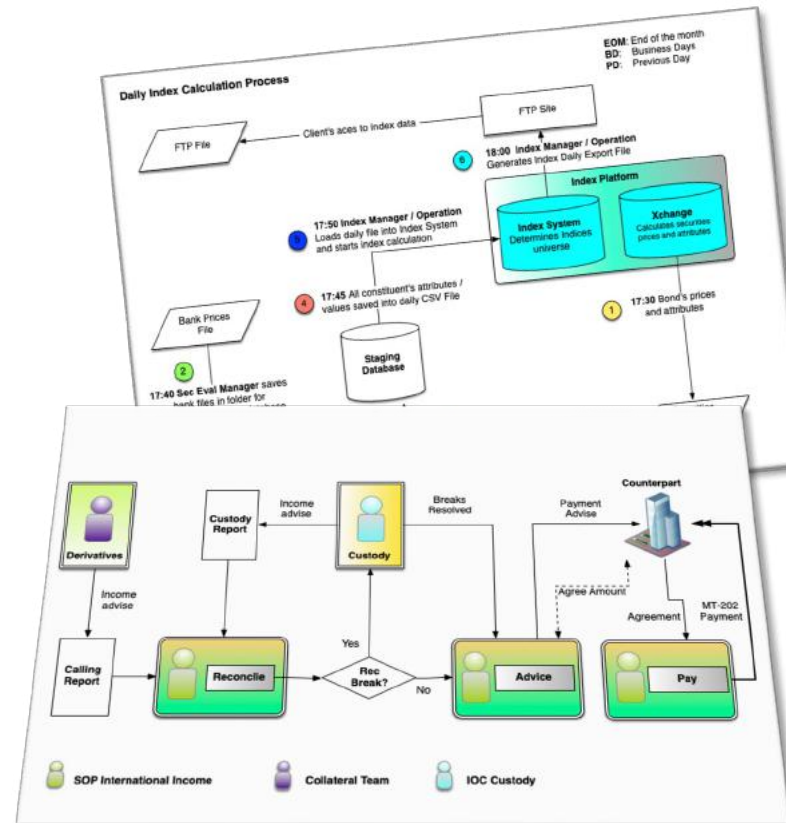 Daily Index Calculation Process
EOM: End of the month
BD: Business Days
PD: Previous Day
FTP File
Client's aces to Index data
FTP Site
6
18:00 Index Manager / Operation
Generates Index Daily Export File
Index Platform
Index System
Determines Indices
universe
Xchange
Calculates securities
prices and attributes
17:50 Index Manager / Operation
Loads daily file into Index System
and starts index calculation
4
17:45 All constituent's attributes /
values saved into daily CSV File
1
17:30 Bond's prices
and attributes
Bank Prices
File
2
17:40 Sec Eval Manager saves
bank files in folder for
Staging
Database
Derivatives
Income
advise
Calling
Report
Custody
Report
Income
advise
Custody
Breaks
Resolved
Reconcile
Yes
Rec
Break?
No
Advice
Payment
Advise
Agree Amount
Counterpart
Agreement
MT-202
Payment
Pay
SOP International Income
Collateral Team
IOC Custody